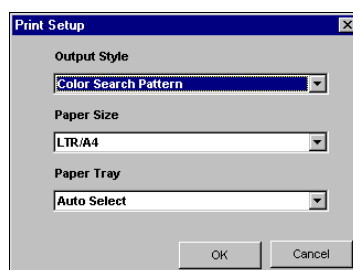 Print Setup
Output Style
Color Search Pattern
Paper Size
LTR/A4
Paper Tray
Auto Select
OK Cancel